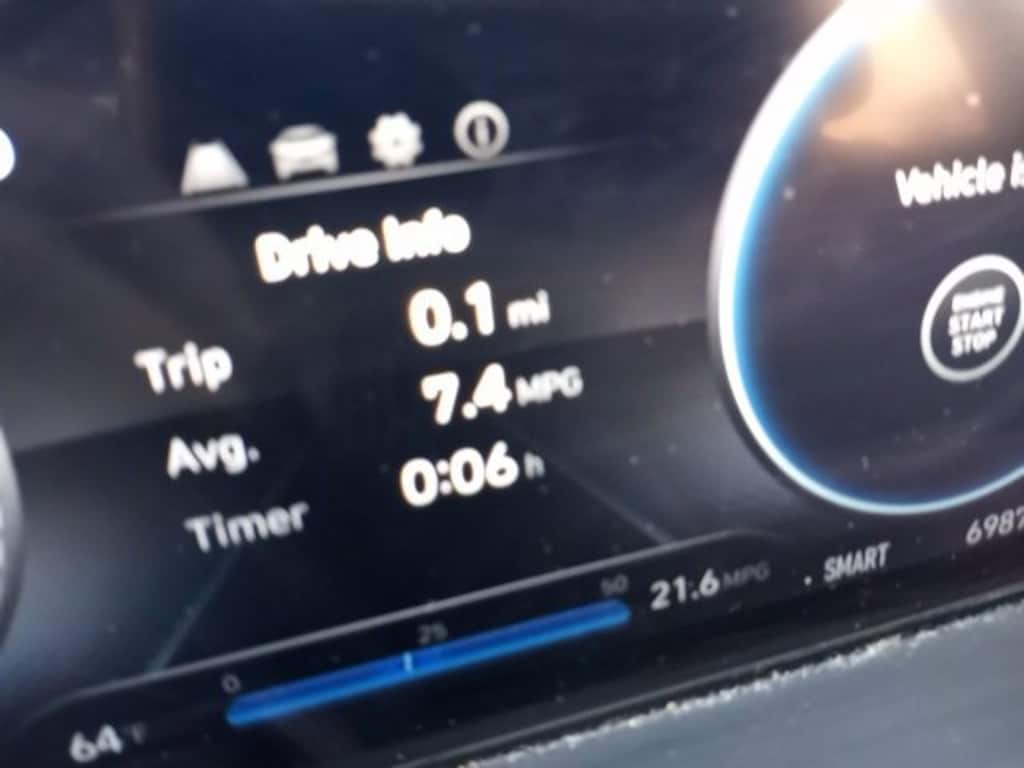 Drive Info
Trip 0.1 mi
Avg. 7.4 MPG
Timer 0:06 h
Vehicle is
START
STOP
0 25 50
21.6 MPG
SMART
6987
64 °F